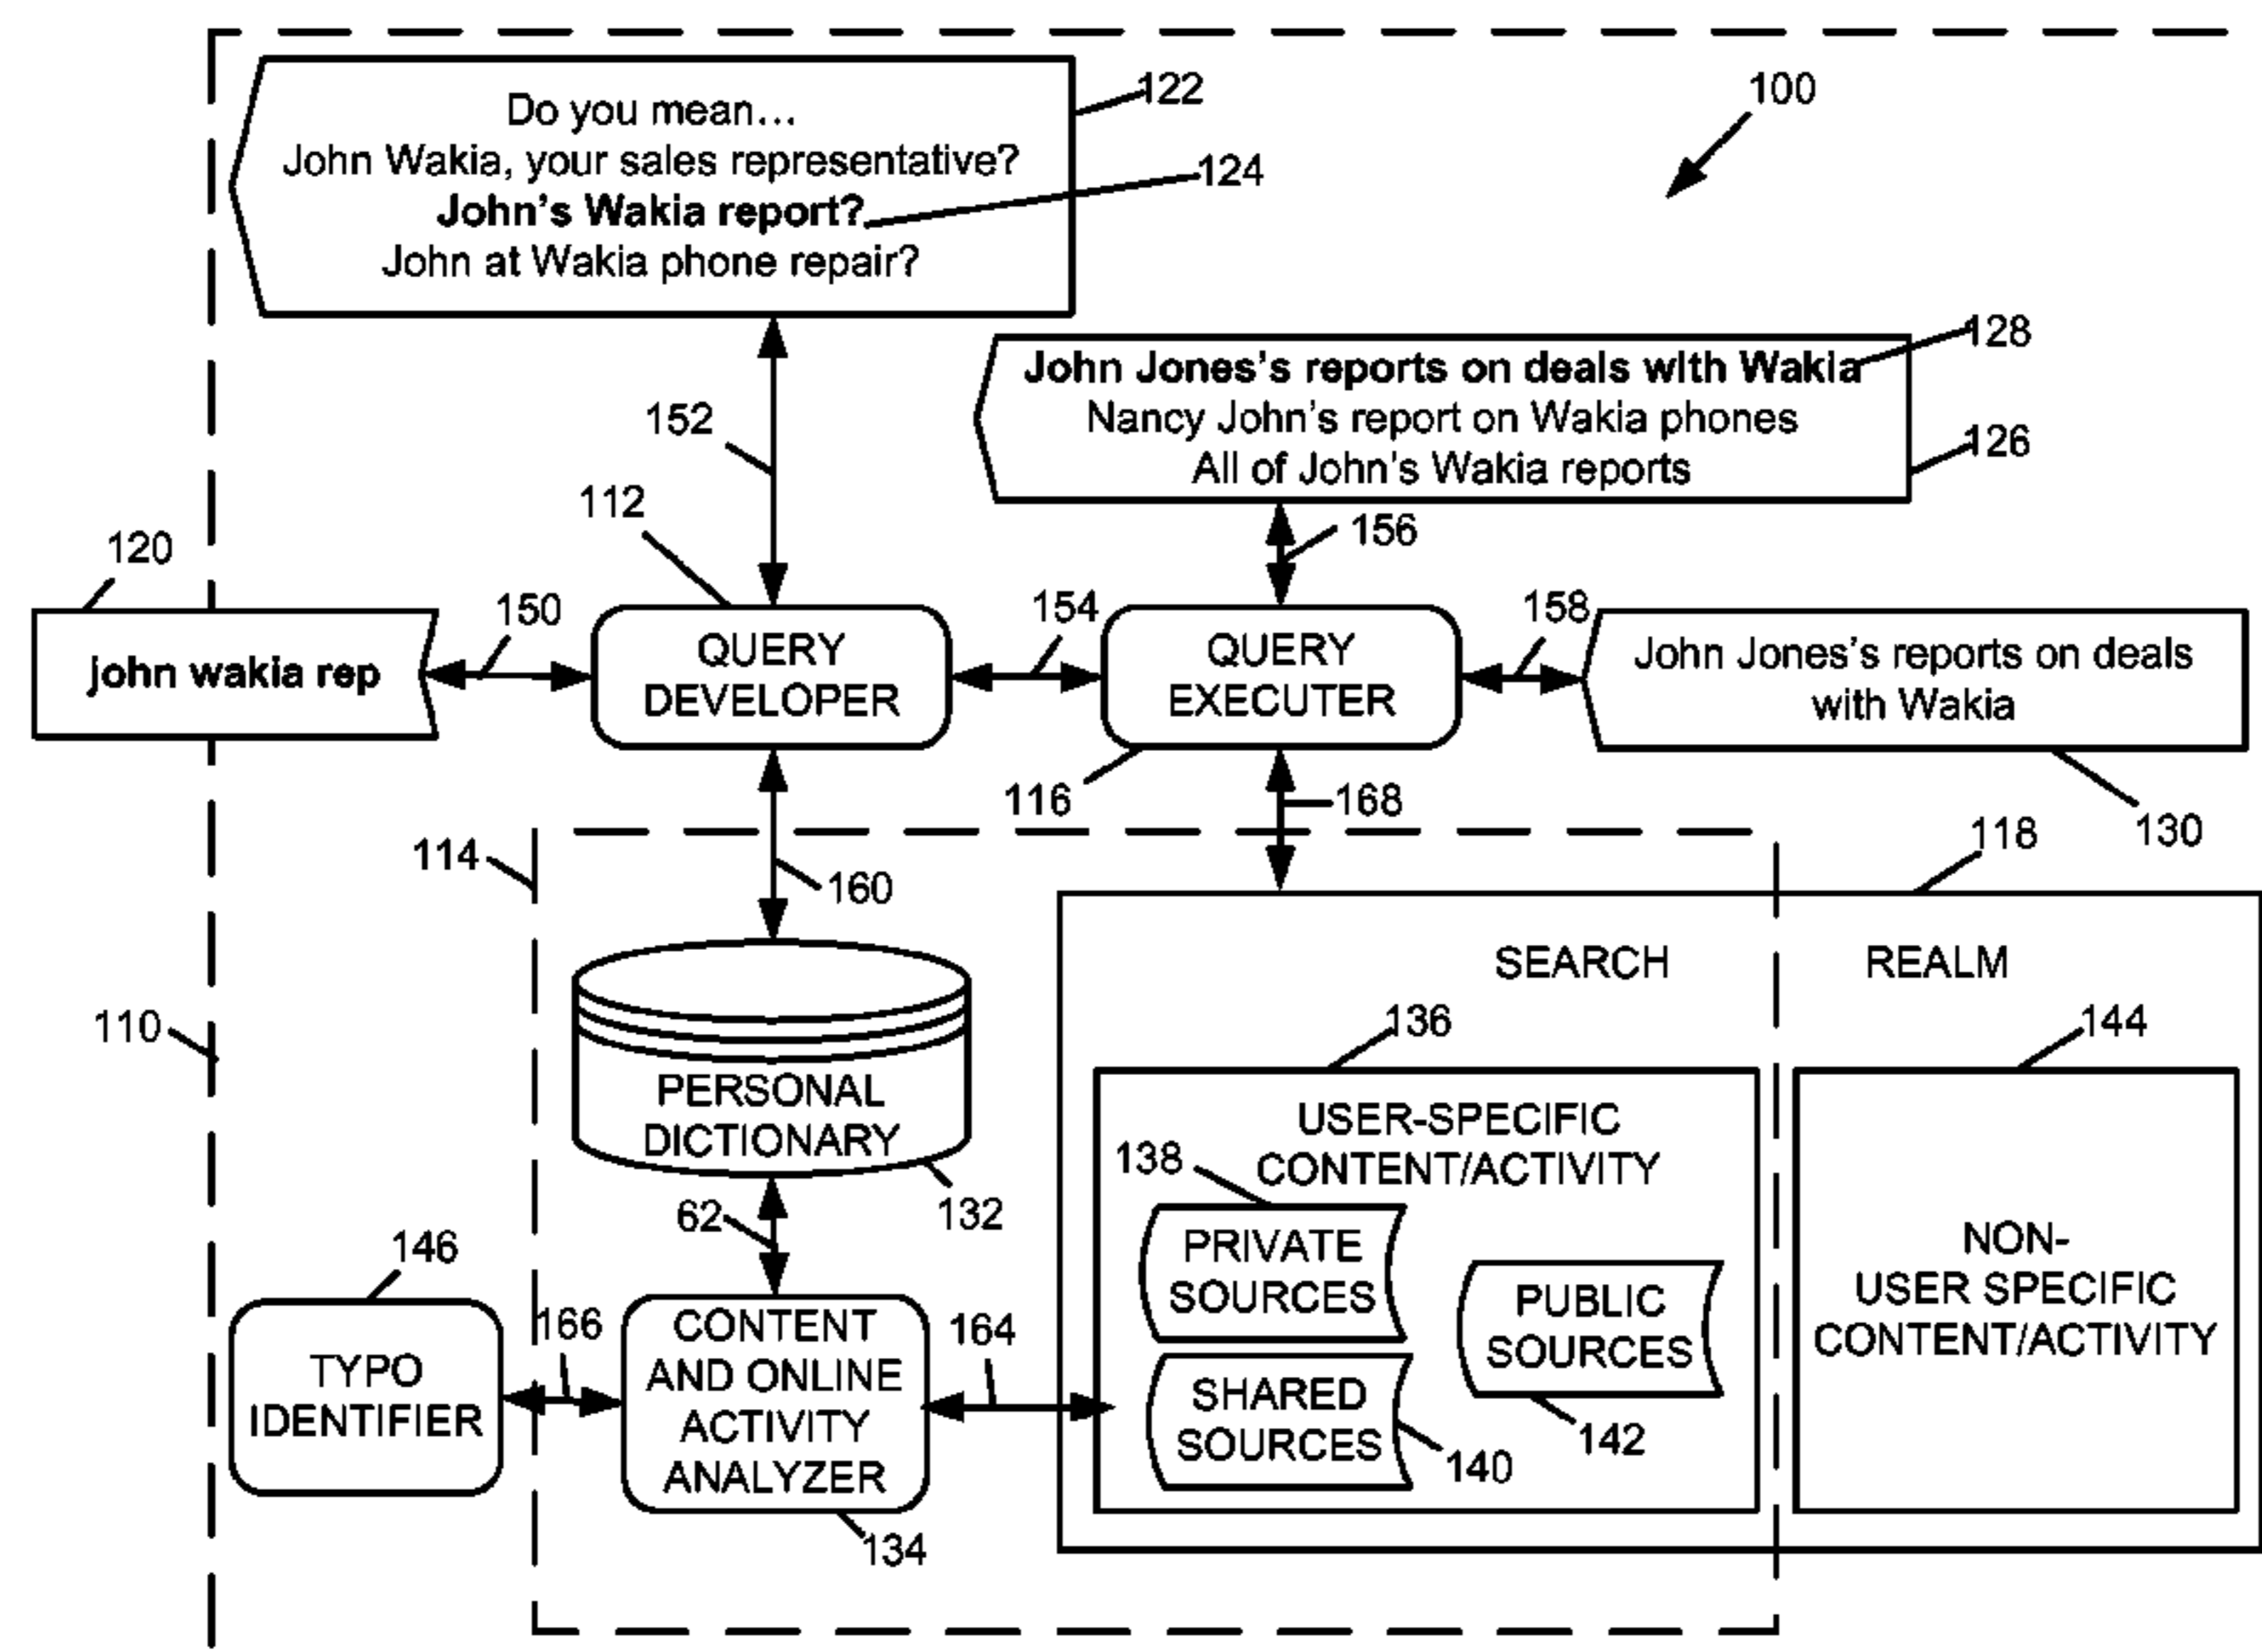 Do you mean...
John Wakia, your sales representative?
John's Wakia report?
John at Wakia phone repair?
122
124
100
John Jones's reports on deals with Wakia
Nancy John's report on Wakia phones
All of John's Wakia reports
128
126
152
112
156
120
john wakia rep
150
QUERY
DEVELOPER
154
QUERY
EXECUTER
158
John Jones's reports on deals
with Wakia
116
168
130
114
160
118
SEARCH REALM
110
PERSONAL
DICTIONARY
132
62
136
144
USER-SPECIFIC
CONTENT/ACTIVITY
138
PRIVATE
SOURCES
PUBLIC
SOURCES
142
SHARED
SOURCES
140
NON-
USER SPECIFIC
CONTENT/ACTIVITY
146
TYPO
IDENTIFIER
166
CONTENT
AND ONLINE
ACTIVITY
ANALYZER
164
134